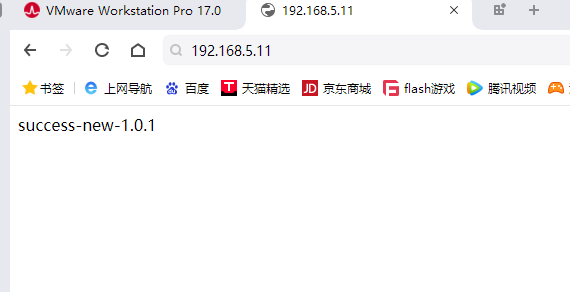 VMware Workstation Pro 17.0 192.168.5.11
192.168.5.11
书签 上网导航 百度 T 天猫精选 JD 京东商城 flash游戏 腾讯视频
success-new-1.0.1